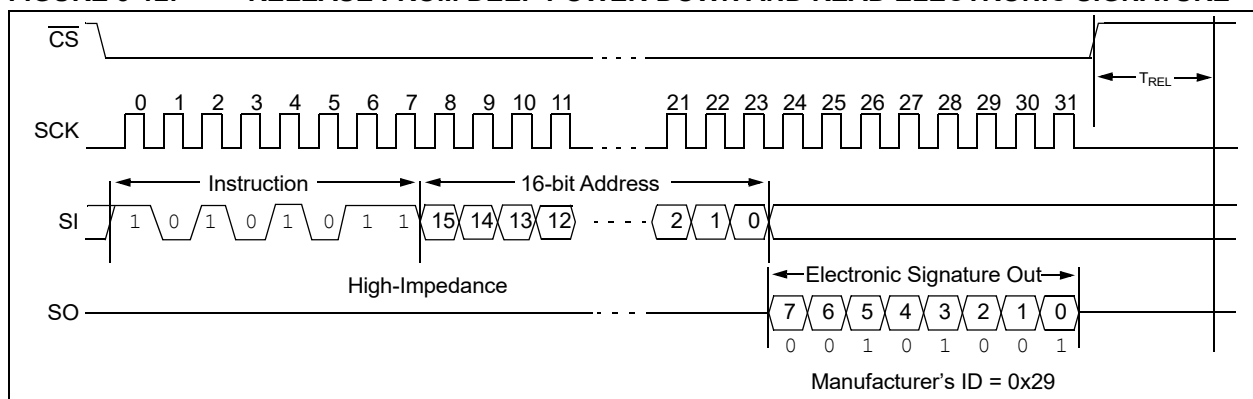 CS
TREL
0 1 2 3 4 5 6 7 8 9 10 11 21 22 23 24 25 26 27 28 29 30 31
SCK
Instruction 16-bit Address
SI 1 0 1 0 1 0 1 1 15 14 13 12 2 1 0
High-Impedance Electronic Signature Out
SO 7 6 5 4 3 2 1 0
0 0 1 0 1 0 0 1
Manufacturer's ID = 0x29